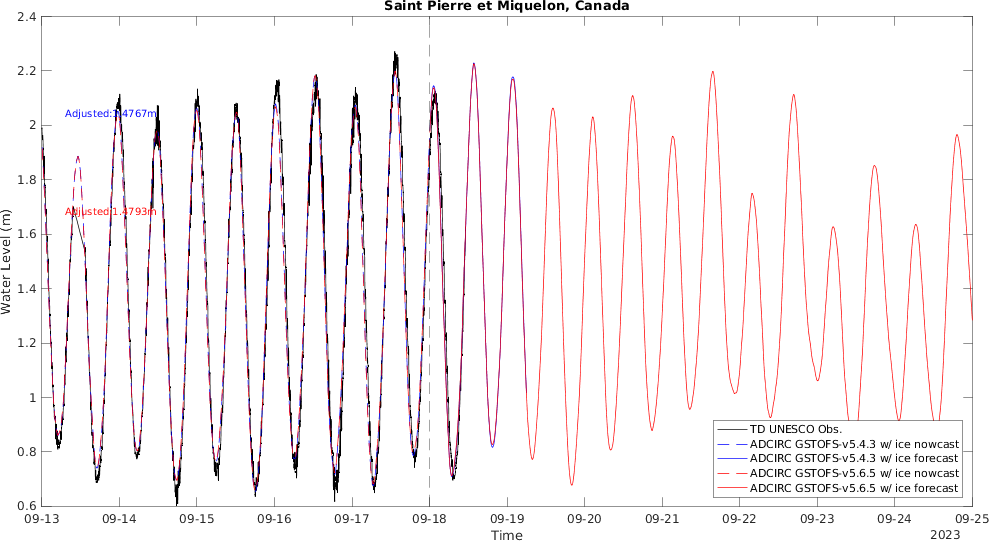 Saint Pierre et Miquelon, Canada
2.4
2.2
2
1.8
1.6
1.4
1.2
1
0.8
0.6
Water Level (m)
Adjusted:1.4767m
Adjusted:1.4793m
TD UNESCO Obs.
ADCIRC GSTOFS-v5.4.3 w/ ice nowcast
ADCIRC GSTOFS-v5.4.3 w/ ice forecast
ADCIRC GSTOFS-v5.6.5 w/ ice nowcast
ADCIRC GSTOFS-v5.6.5 w/ ice forecast
09-13 09-14 09-15 09-16 09-17 09-18 09-19 09-20 09-21 09-22 09-23 09-24 09-25
Time
2023